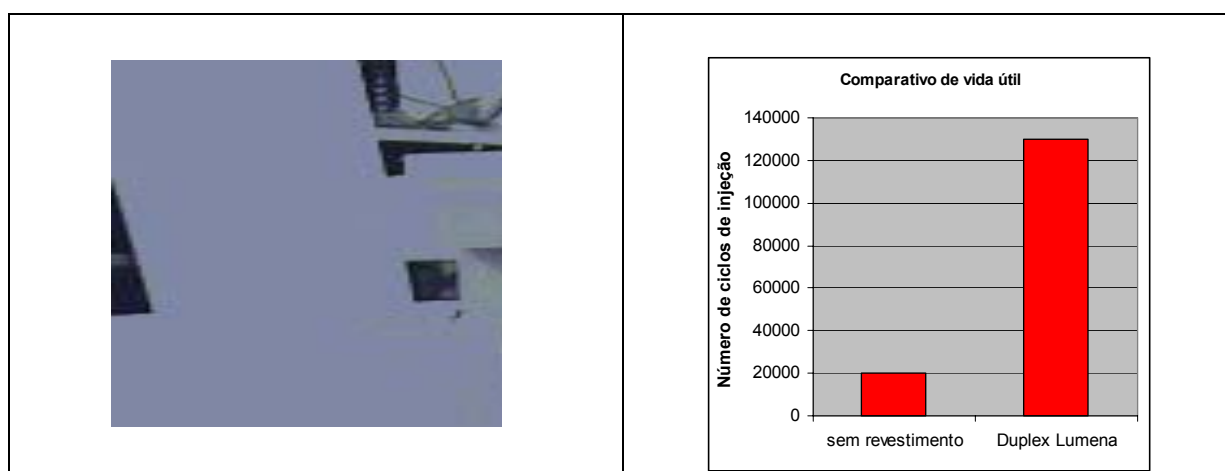 Comparativo de vida útil
Número de ciclos de injeção
140000
120000
100000
80000
60000
40000
20000
0
sem revestimento
Duplex Lumena